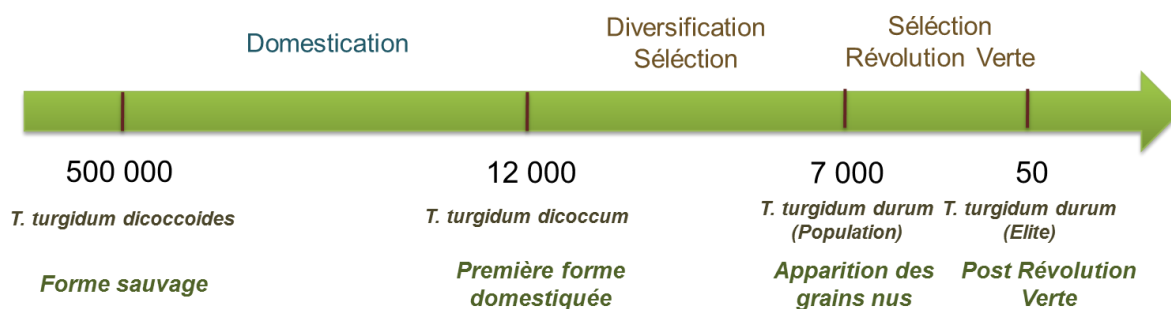 Domestication
Diversification
Séléction
Séléction
Révolution Verte
500 000
12 000
7 000
50
T. turgidum dicoccoides
T. turgidum dicoccum
T. turgidum durum
(Population)
T. turgidum durum
(Elite)
Forme sauvage
Première forme
domestiquée
Apparition des
grains nus
Post Révolution
Verte